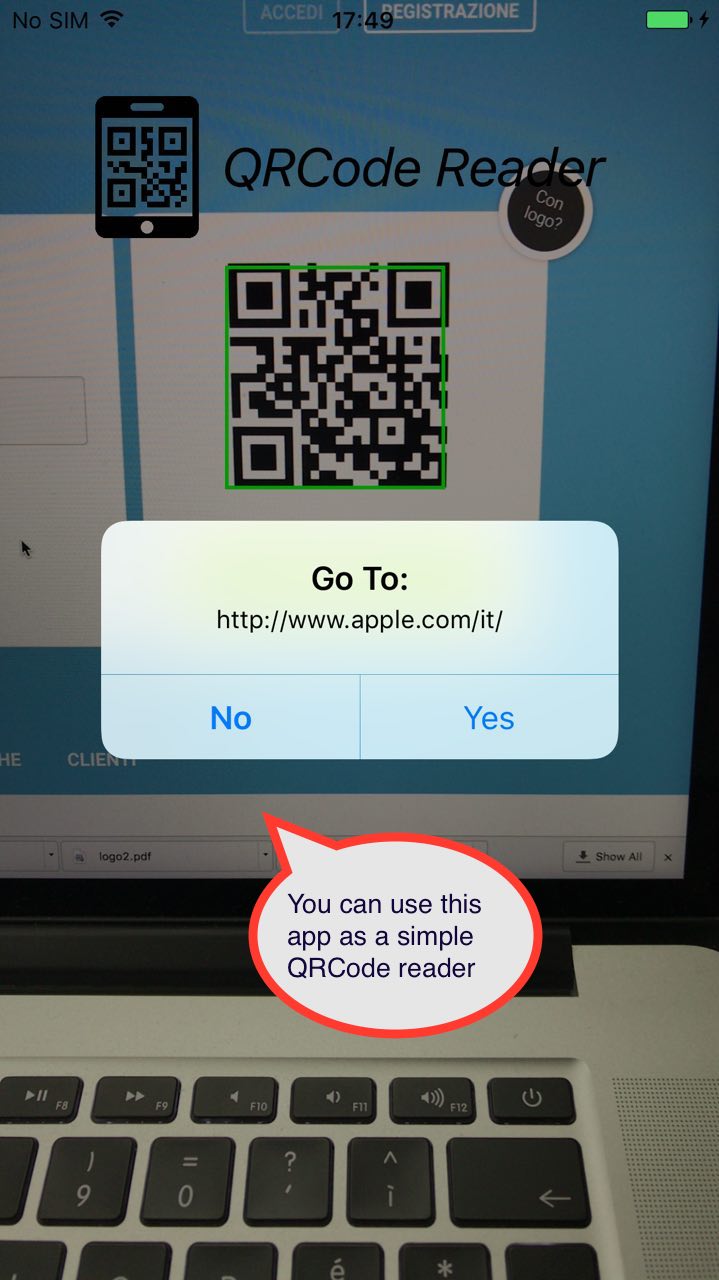 No SIM 17:49
ACCEDI REGISTRAZIONE
QRCode Reader
Con
logo?
Go To:
http://www.apple.com/it/
No Yes
HE CLIENTI
logo2.pdf Show All
You can use this
app as a simple
QRCode reader
F8 F9 F10 F11 F12
) = ? ^
9 0 ' ì
é *